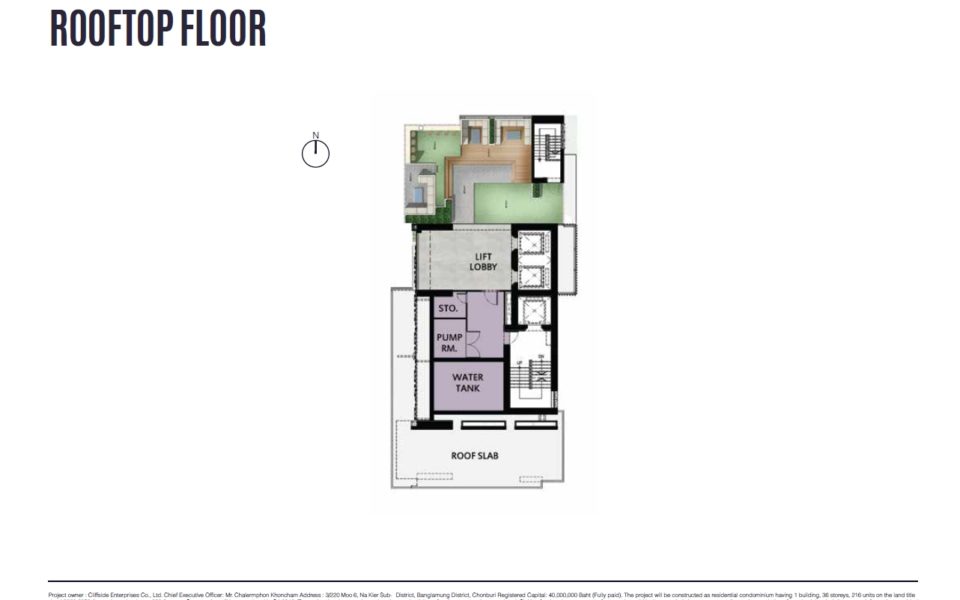 ROOFTOP FLOOR
N
LIFT
LOBBY
STO.
PUMP
RM.
WATER
TANK
UP
DN
ROOF SLAB
Project owner : Cliffside Enterprises Co., Ltd. Chief Executive Officer: Mr. Chalermphon Khoncham Address : 3/220 Moo 6, Na Kier Sub- District, Banglamung District, Chonburi Registered Capital: 40,000,000 Baht (Fully paid). The project will be constructed as residential condominium having 1 building, 36 storeys, 216 units on the land title